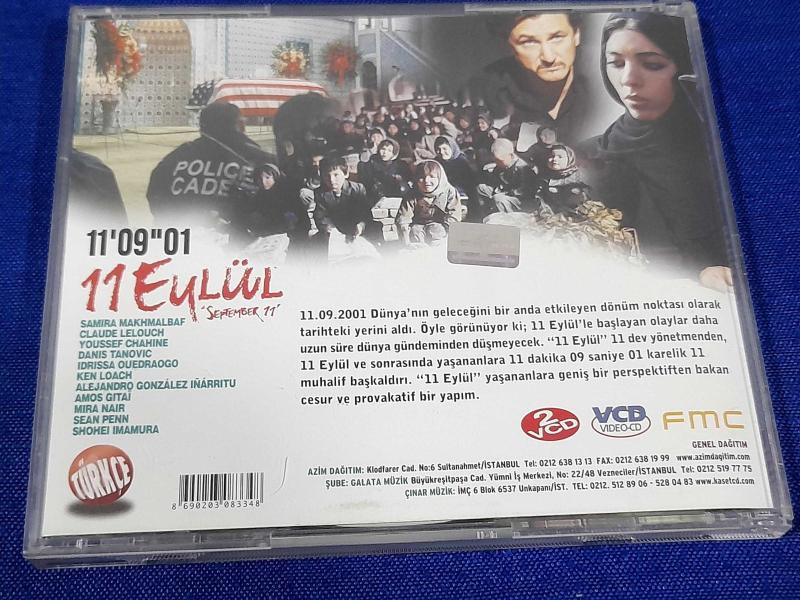 POLICE
CADE
11'09"01
11 EYLÜL
"SEPTEMBER 11"
SAMIRA MAKHMALBAF
CLAUDE LELOUCH
YOUSSEF CHAHINE
DANIS TANOVIC
IDRISSA OUEDRAOGO
KEN LOACH
ALEJANDRO GONZÁLEZ IÑÁRRITU
AMOS GITAÏ
MIRA NAIR
SEAN PENN
SHOHEI IMAMURA
11.09.2001 Dünya'nın geleceğini bir anda etkileyen dönüm noktası olarak
tarihteki yerini aldı. Öyle görünüyor ki; 11 Eylül'le başlayan olaylar daha
uzun süre dünya gündeminden düşmeyecek. "11 Eylül" 11 dev yönetmenden,
11 Eylül ve sonrasında yaşananlara 11 dakika 09 saniye 01 karelik 11
muhalif başkaldırı. "11 Eylül" yaşananlara geniş bir perspektiften bakan
cesur ve provakatif bir yapım.
2 VCD
VCD
VIDEO-CD
FMC
GENEL DAĞITIM
AZİM DAĞITIM: Klodfarer Cad. No:6 Sultanahmet/İSTANBUL Tel: 0212 638 13 13 FAX: 0212 638 19 99 www.azimdagitim.com
ŞUBE: GALATA MÜZİK Büyükreşitpaşa Cad. Yümni İş Merkezi, No: 22/48 Vezneciler/İSTANBUL Tel: 0212 519 77 75
ÇINAR MÜZİK: İMÇ 6 Blok 6537 Unkapanı/İST. TEL: 0212. 512 89 06 - 528 04 83 www.kasetcd.com
TÜRKÇE
8 690203 083348